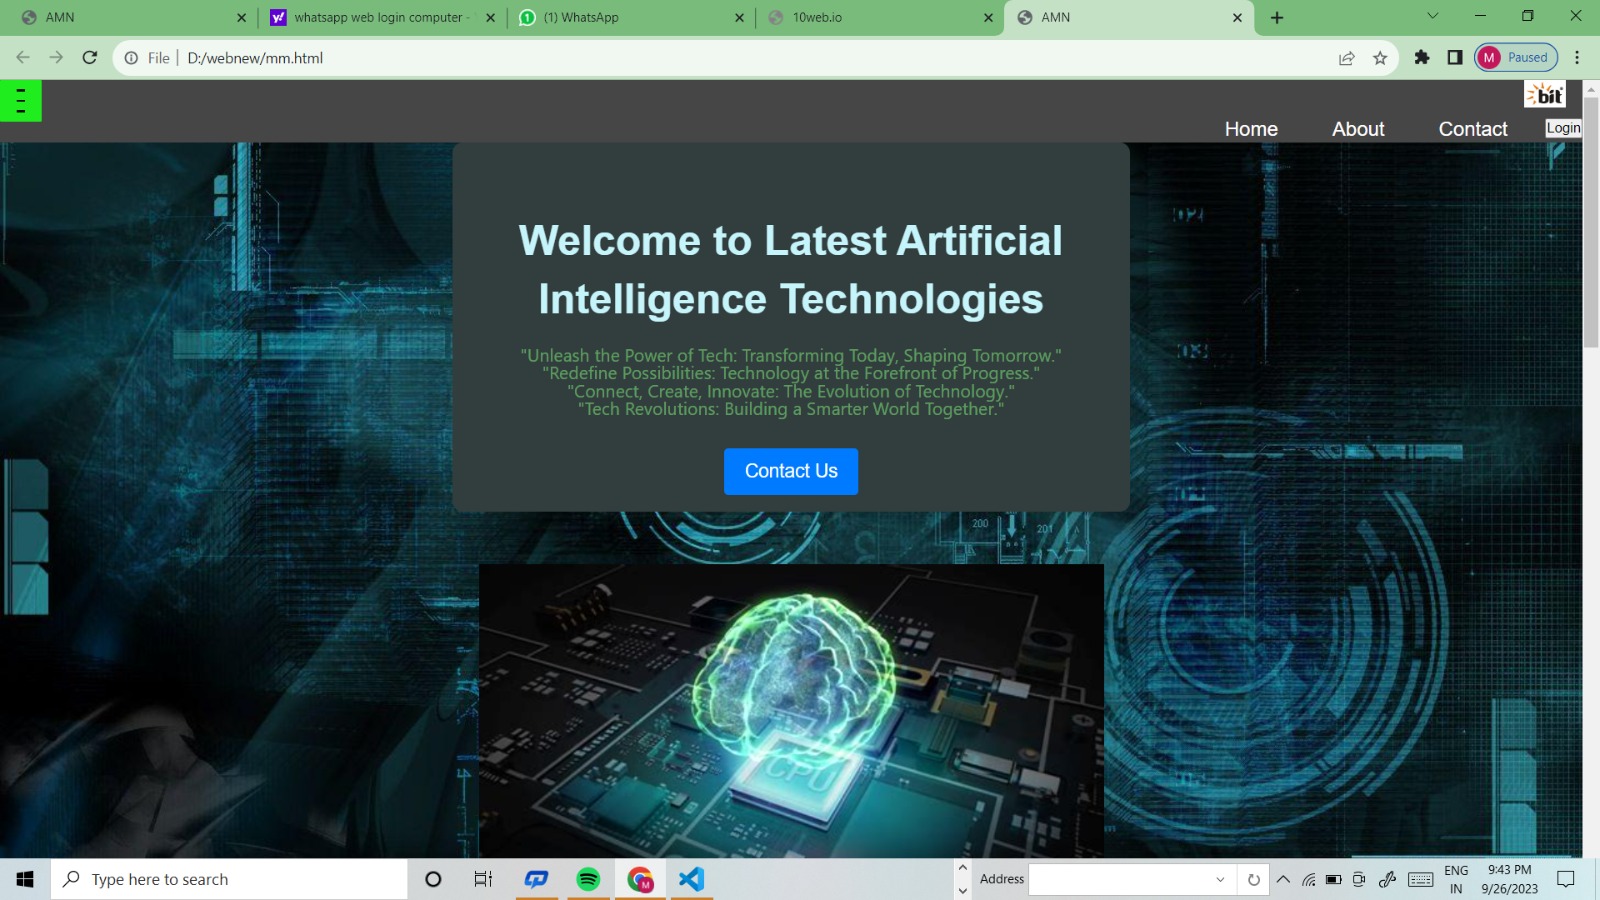 AMN
whatsapp web login computer -
(1) WhatsApp
10web.io
AMN
File
D:/webnew/mm.html
M
Paused
bit
Home
About
Contact
Login
Welcome to Latest Artificial
Intelligence Technologies
"Unleash the Power of Tech: Transforming Today, Shaping Tomorrow."
"Redefine Possibilities: Technology at the Forefront of Progress."
"Connect, Create, Innovate: The Evolution of Technology."
"Tech Revolutions: Building a Smarter World Together."
Contact Us
02
03
200
201
CPU
Type here to search
Address
ENG
IN
9:43 PM
9/26/2023